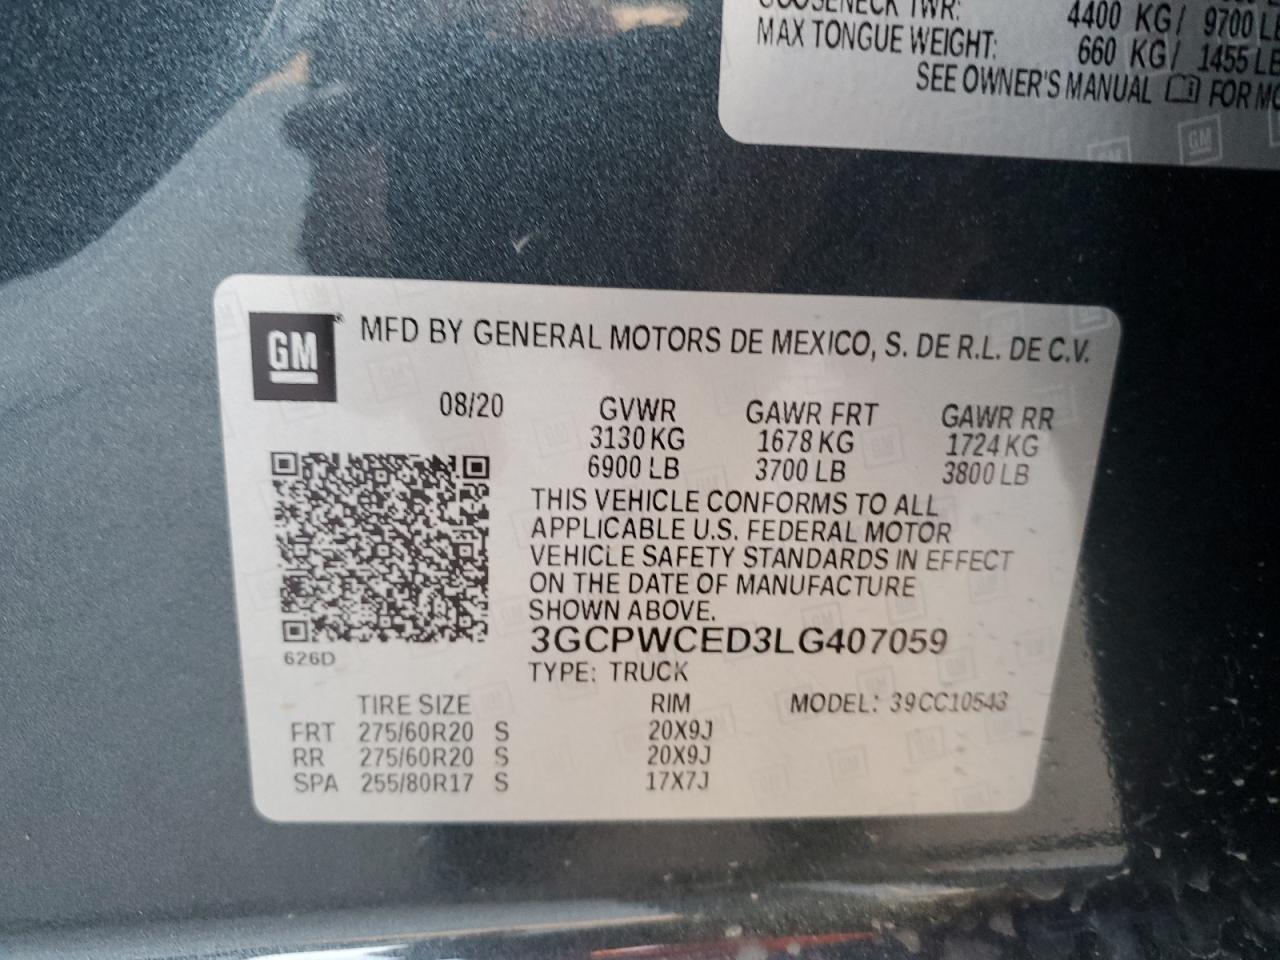 4400 KG/ 9700 LB
MAX TONGUE WEIGHT: 660 KG/ 1455 LB
SEE OWNER'S MANUAL FOR
GM
GM
MFD BY GENERAL MOTORS DE MEXICO, S. DE R.L. DE C.V.
08/20 GVWR GAWR FRT GAWR RR
3130 KG 1678 KG 1724 KG
6900 LB 3700 LB 3800 LB
THIS VEHICLE CONFORMS TO ALL
APPLICABLE U.S. FEDERAL MOTOR
VEHICLE SAFETY STANDARDS IN EFFECT
ON THE DATE OF MANUFACTURE
SHOWN ABOVE.
3GCPWCED3LG407059
626D
TYPE: TRUCK
TIRE SIZE RIM MODEL: 39CC10543
FRT 275/60R20 S 20X9J
RR 275/60R20 S 20X9J
SPA 255/80R17 S 17X7J